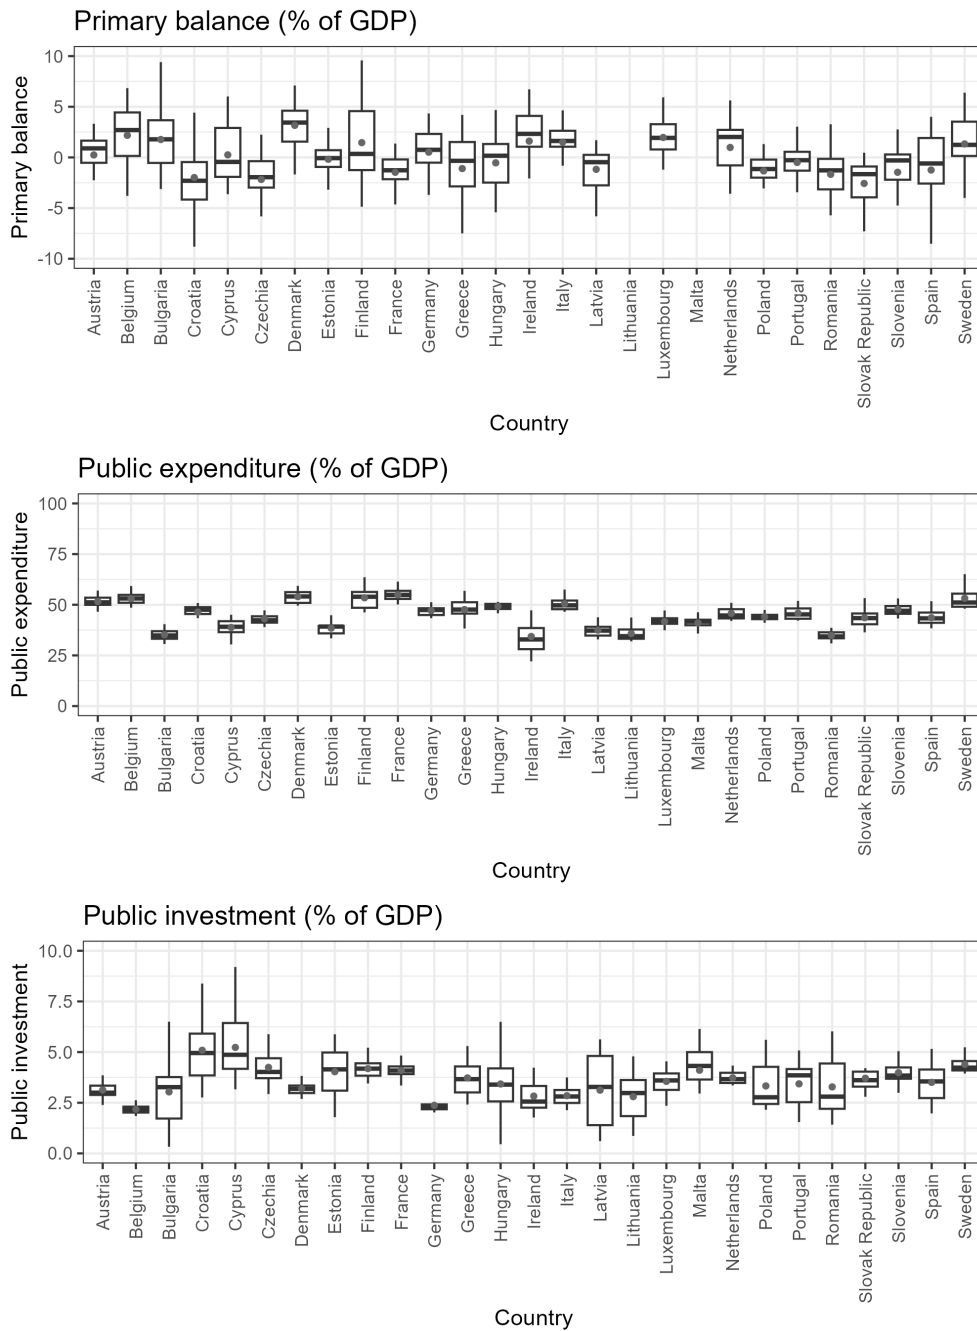 Primary balance (% of GDP)
Primary balance
10
5
0
-5
-10
Austria
Belgium
Bulgaria
Croatia
Cyprus
Czechia
Denmark
Estonia
Finland
France
Germany
Greece
Hungary
Ireland
Italy
Latvia
Lithuania
Luxembourg
Malta
Netherlands
Poland
Portugal
Romania
Slovak Republic
Slovenia
Spain
Sweden
Country
Public expenditure (% of GDP)
Public expenditure
100
75
50
25
0
Austria
Belgium
Bulgaria
Croatia
Cyprus
Czechia
Denmark
Estonia
Finland
France
Germany
Greece
Hungary
Ireland
Italy
Latvia
Lithuania
Luxembourg
Malta
Netherlands
Poland
Portugal
Romania
Slovak Republic
Slovenia
Spain
Sweden
Country
Public investment (% of GDP)
Public investment
10.0
7.5
5.0
2.5
0.0
Austria
Belgium
Bulgaria
Croatia
Cyprus
Czechia
Denmark
Estonia
Finland
France
Germany
Greece
Hungary
Ireland
Italy
Latvia
Lithuania
Luxembourg
Malta
Netherlands
Poland
Portugal
Romania
Slovak Republic
Slovenia
Spain
Sweden
Country